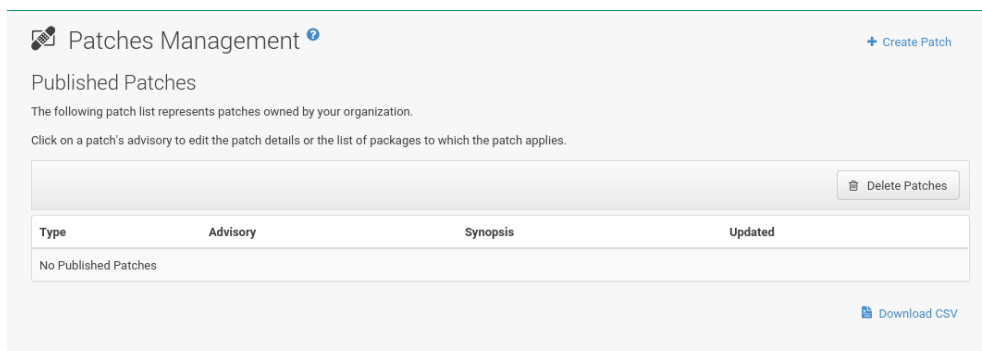 Patches Management ?
+ Create Patch
Published Patches
The following patch list represents patches owned by your organization.
Click on a patch's advisory to edit the patch details or the list of packages to which the patch applies.
Delete Patches
Type Advisory Synopsis Updated
No Published Patches
Download CSV